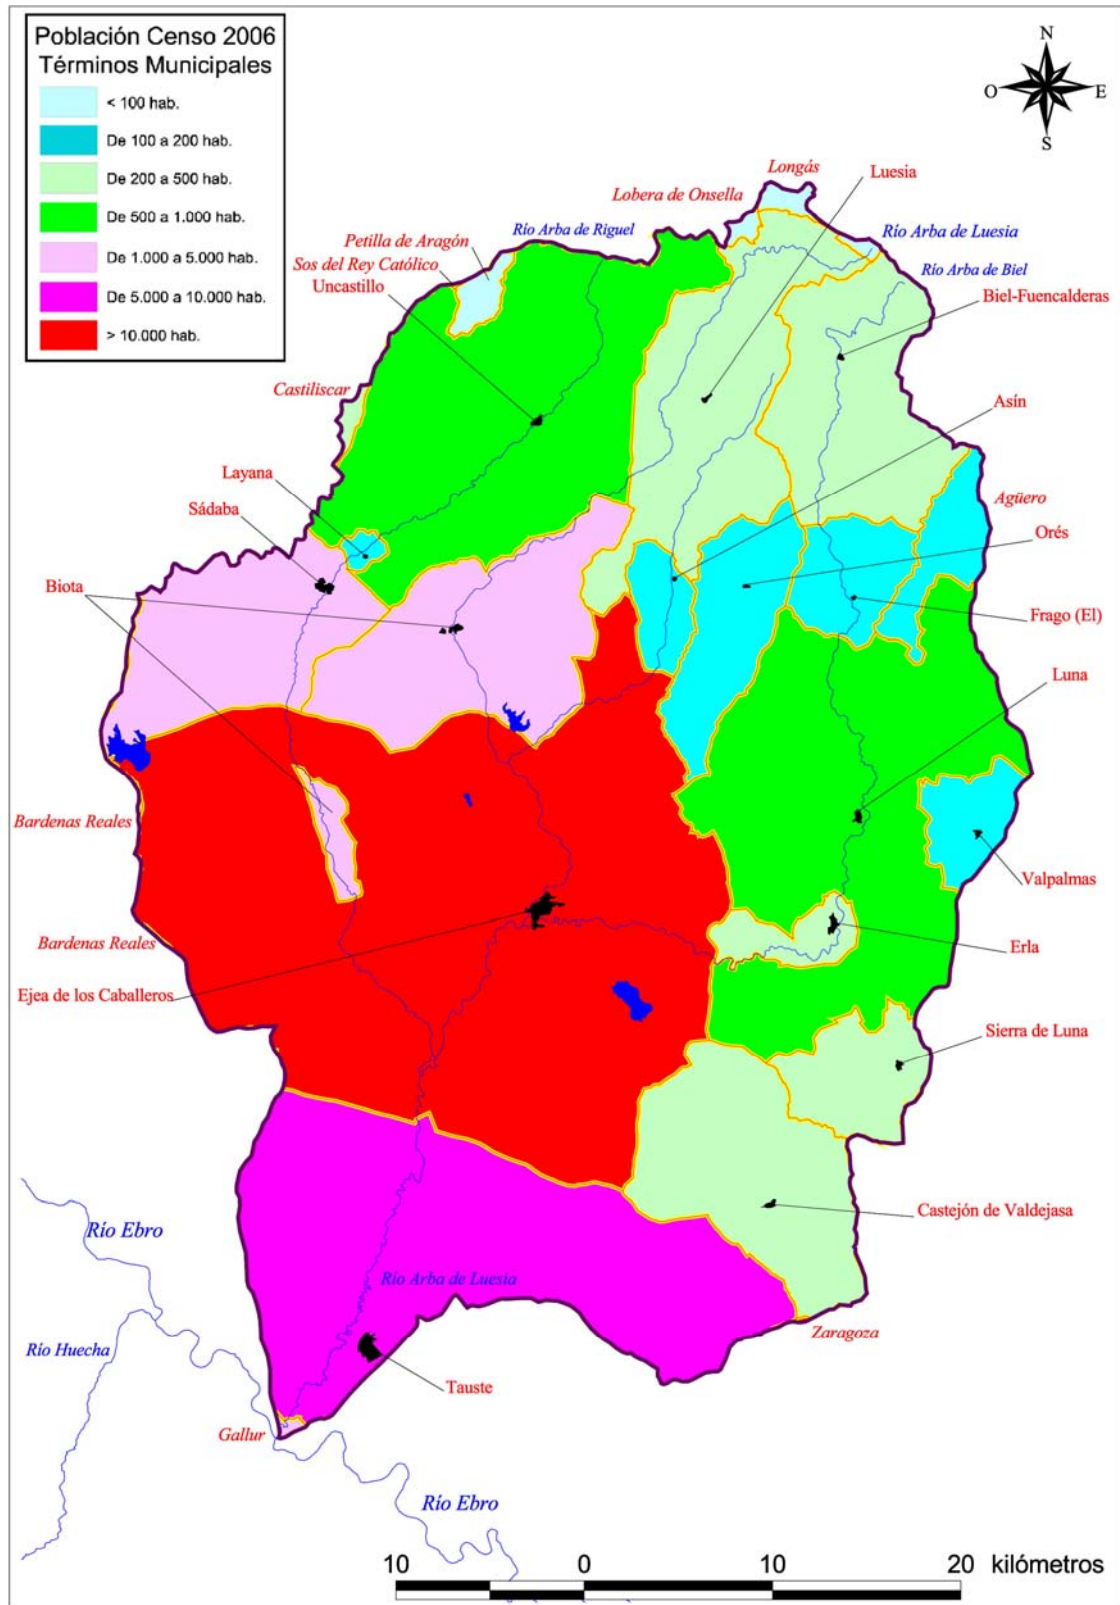 Población Censo 2006
Términos Municipales
< 100 hab.
De 100 a 200 hab.
De 200 a 500 hab.
De 500 a 1.000 hab.
De 1.000 a 5.000 hab.
De 5.000 a 10.000 hab.
> 10.000 hab.
N
O
E
S
Longás
Luesia
Lobera de Onsella
Río Arba de Riguel
Río Arba de Luesia
Petilla de Aragón
Sos del Rey Católico
Río Arba de Biel
Uncastillo
Biel-Fuencalderas
Castiliscar
Asín
Layana
Agüero
Sádaba
Orés
Biota
Frago (El)
Luna
Bardenas Reales
Valpalmas
Bardenas Reales
Erla
Ejea de los Caballeros
Sierra de Luna
Castejón de Valdejasa
Río Ebro
Río Arba de Luesia
Zaragoza
Río Huecha
Tauste
Gallur
Río Ebro
10
0
10
20
kilómetros